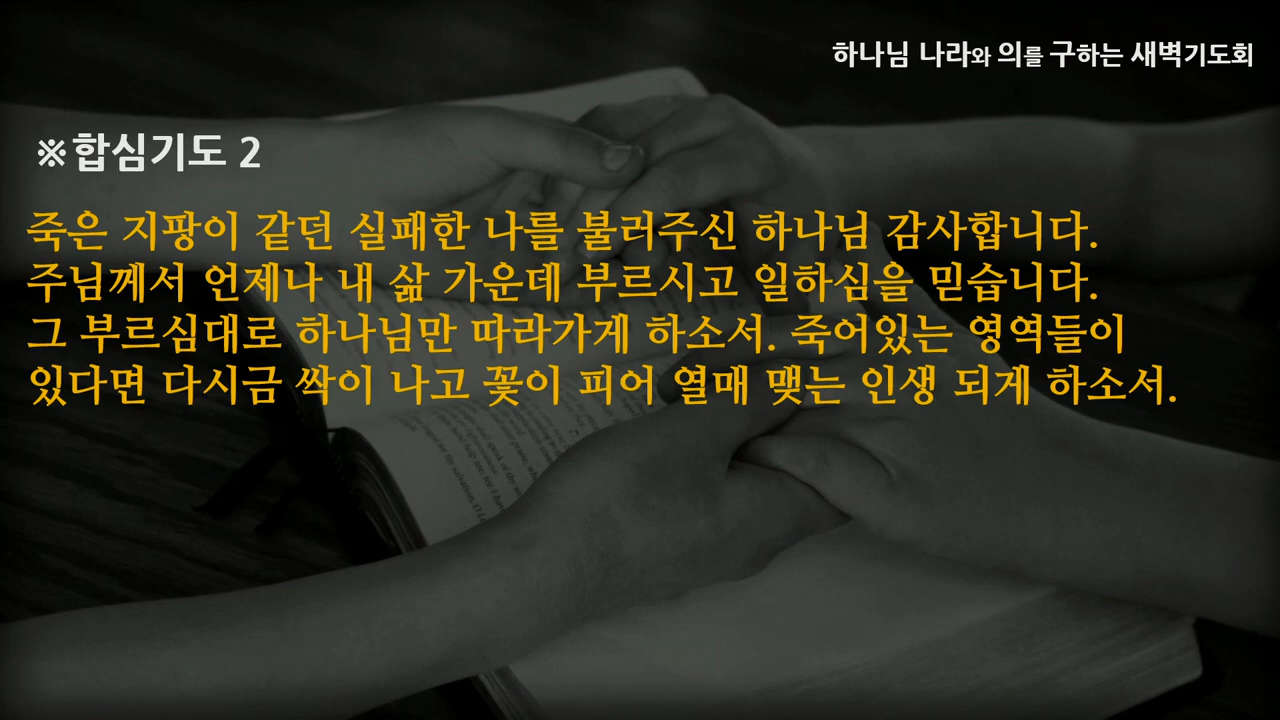 하나님 나라와 의를 구하는 새벽기도회
※합심기도 2
죽은 지팡이 같던 실패한 나를 불러주신 하나님 감사합니다.
주님께서 언제나 내 삶 가운데 부르시고 일하심을 믿습니다.
그 부르심대로 하나님만 따라가게 하소서. 죽어있는 영역들이
있다면 다시금 싹이 나고 꽃이 피어 열매 맺는 인생 되게 하소서.